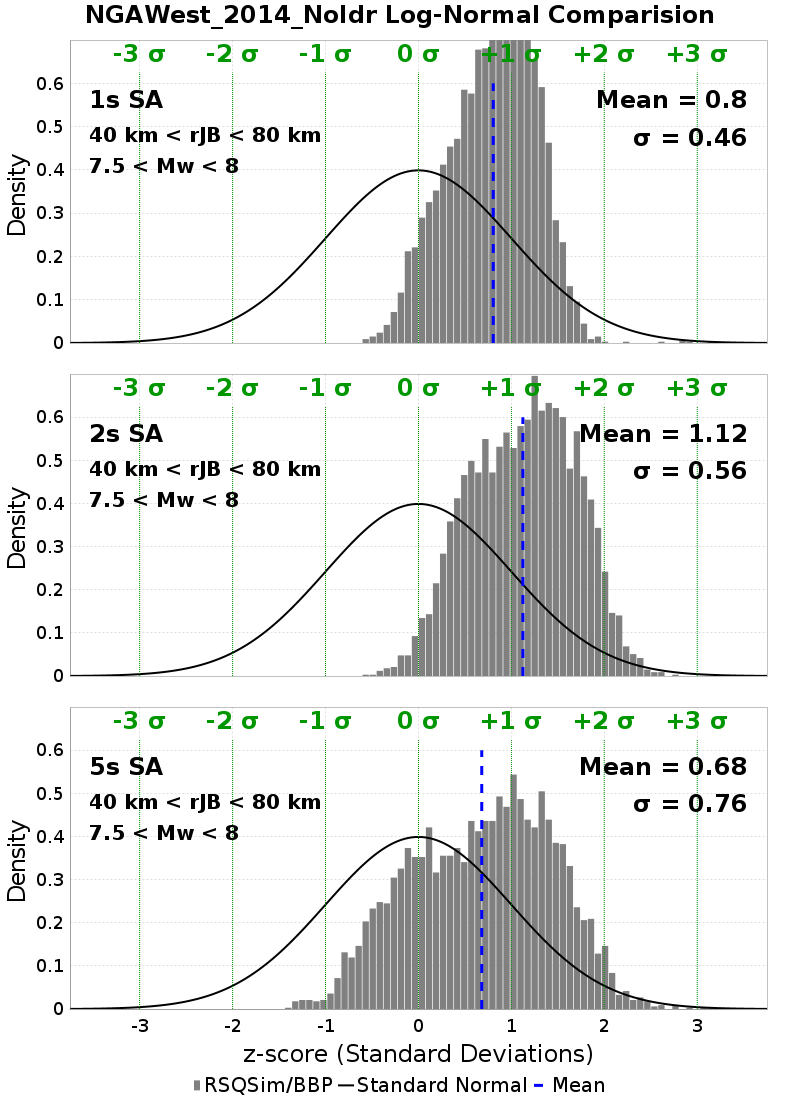 NGAWest_2014_NoIdr Log-Normal Comparision
-3 σ -2 σ -1 σ 0 σ +1 σ +2 σ +3 σ
1s SA Mean = 0.8
40 km < rJB < 80 km σ = 0.46
7.5 < Mw < 8
Density
0.6
0.5
0.4
0.3
0.2
0.1
0
-3 σ -2 σ -1 σ 0 σ +1 σ +2 σ +3 σ
2s SA Mean = 1.12
40 km < rJB < 80 km σ = 0.56
7.5 < Mw < 8
Density
0.6
0.5
0.4
0.3
0.2
0.1
0
-3 σ -2 σ -1 σ 0 σ +1 σ +2 σ +3 σ
5s SA Mean = 0.68
40 km < rJB < 80 km σ = 0.76
7.5 < Mw < 8
Density
0.6
0.5
0.4
0.3
0.2
0.1
0
-3 -2 -1 0 1 2 3
z-score (Standard Deviations)
RSQSim/BBP Standard Normal Mean